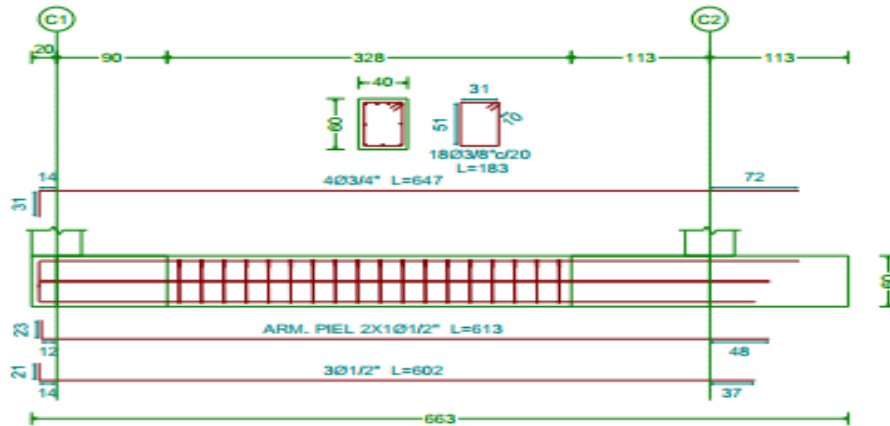 C1 C2
20 90 328 113 113
40 31
60 51 10
18Ø3/8"c/20
L=183
14 4Ø3/4" L=647 72
31
60
23 ARM. PIEL 2X1Ø1/2" L=613
12 48
21 3Ø1/2" L=602
14 37
663